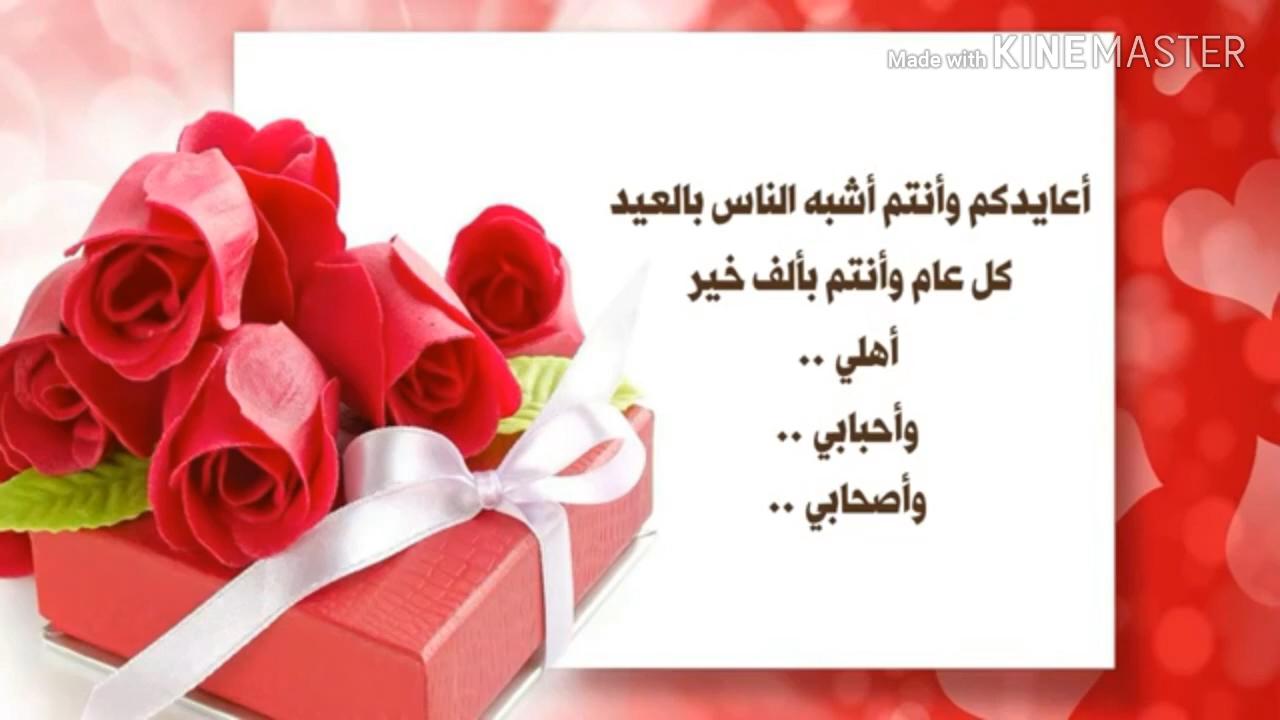 Made with KINEMASTER
أعايدكم وأنتم أشبه الناس بالعيد
كل عام وأنتم بألف خير
أهلي ..
وأحبابي ..
وأصحابي ..